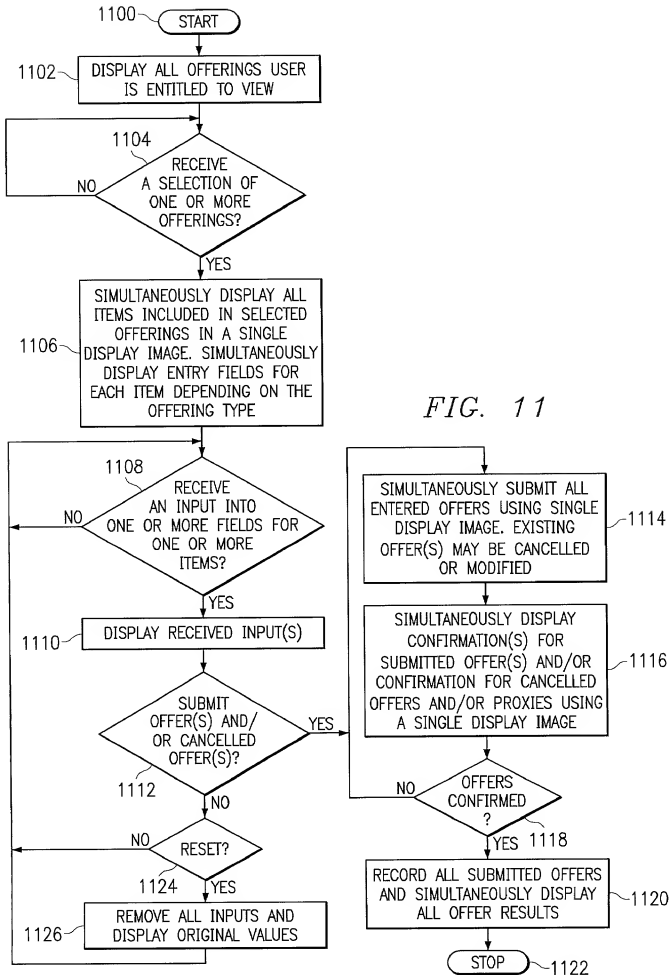 1100
START
1102
DISPLAY ALL OFFERINGS USER
IS ENTITLED TO VIEW
1104
RECEIVE
A SELECTION OF
ONE OR MORE
OFFERINGS?
NO
YES
1106
SIMULTANEOUSLY DISPLAY ALL
ITEMS INCLUDED IN SELECTED
OFFERINGS IN A SINGLE
DISPLAY IMAGE. SIMULTANEOUSLY
DISPLAY ENTRY FIELDS FOR
EACH ITEM DEPENDING ON THE
OFFERING TYPE
1108
RECEIVE
AN INPUT INTO
ONE OR MORE FIELDS FOR
ONE OR MORE
ITEMS?
NO
YES
1110
DISPLAY RECEIVED INPUT(S)
SUBMIT
OFFER(S) AND/
OR CANCELLED
OFFER(S)?
YES
1112
NO
RESET?
NO
1124
YES
REMOVE ALL INPUTS AND
DISPLAY ORIGINAL VALUES
1126
FIG. 11
SIMULTANEOUSLY SUBMIT ALL
ENTERED OFFERS USING SINGLE
DISPLAY IMAGE. EXISTING
OFFER(S) MAY BE CANCELLED
OR MODIFIED
1114
SIMULTANEOUSLY DISPLAY
CONFIRMATION(S) FOR
SUBMITTED OFFER(S) AND/OR
CONFIRMATION FOR CANCELLED
OFFERS AND/OR PROXIES USING
A SINGLE DISPLAY IMAGE
1116
OFFERS
CONFIRMED
?
NO
1118
YES
RECORD ALL SUBMITTED OFFERS
AND SIMULTANEOUSLY DISPLAY
ALL OFFER RESULTS
1120
STOP
1122